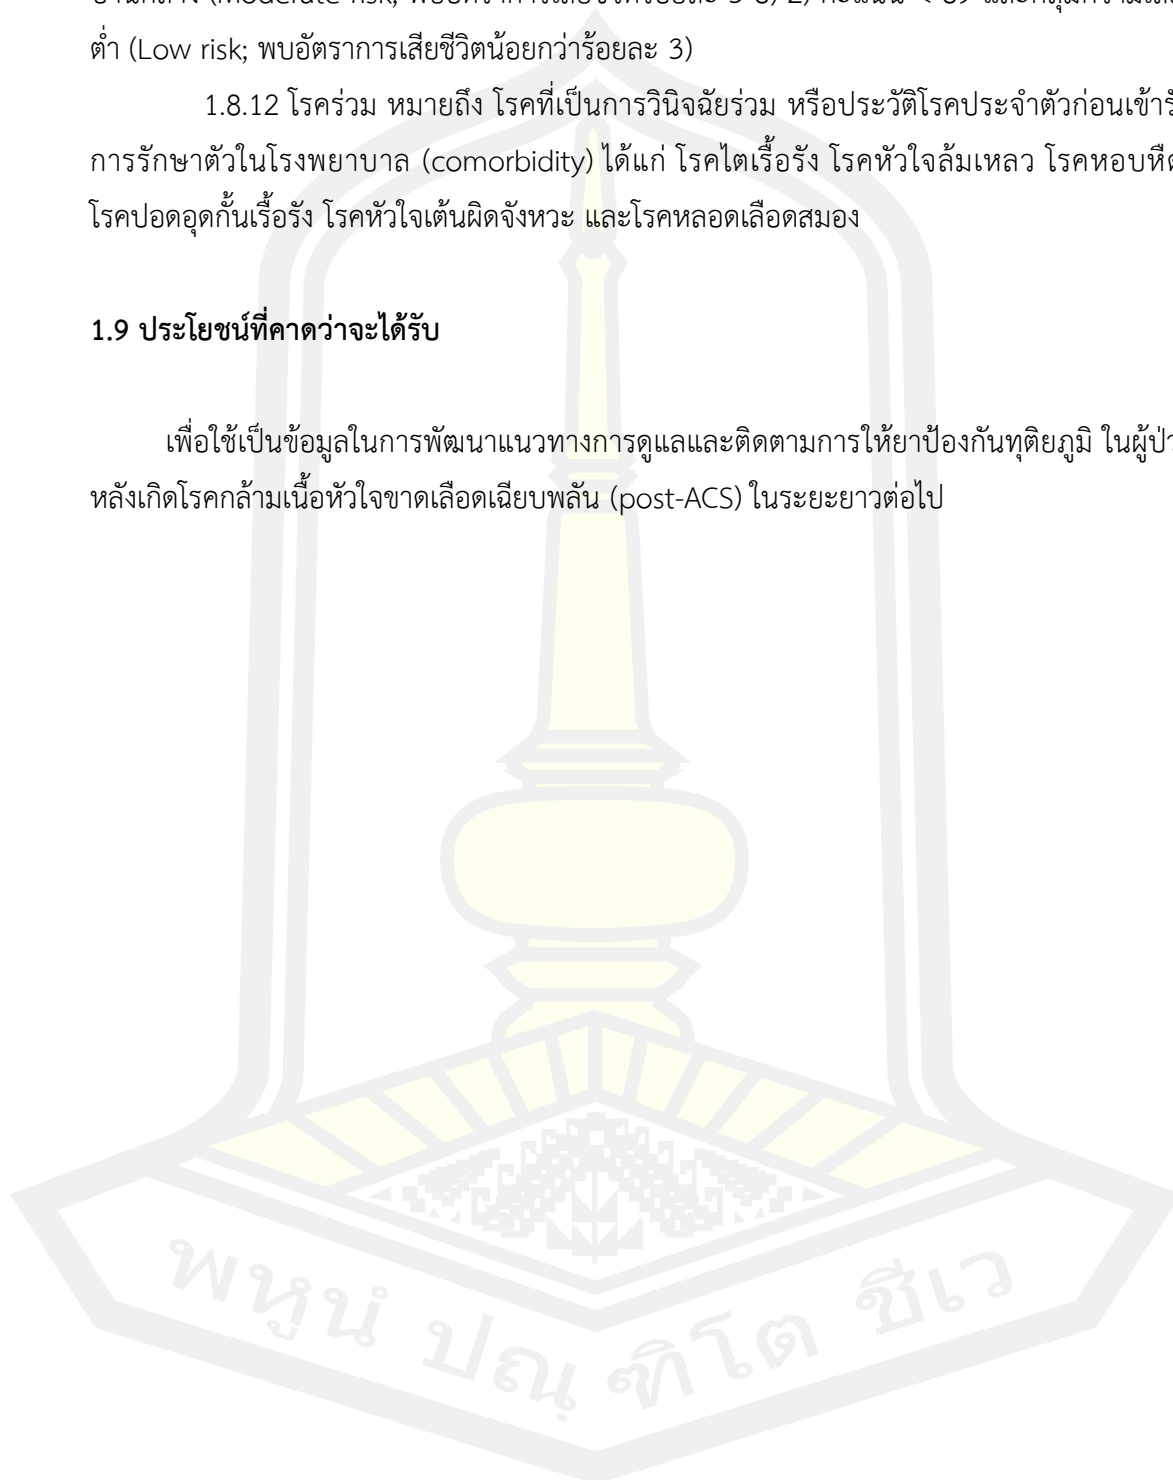 ต่ำ (Low risk; พบอัตราการเสียชีวิตน้อยกว่าร้อยละ 3)
1.8.12 โรคร่วม หมายถึง โรคที่เป็นการวินิจฉัยร่วม หรือประวัติโรคประจำตัวก่อน
การรักษาตัวในโรงพยาบาล (comorbidity) ได้แก่ โรคไตเรื้อรัง โรคหัวใจล้มเหลว โรคหอบหืด
โรคปอดอุดกั้นเรื้อรัง โรคหัวใจเต้นผิดจังหวะ และโรคหลอดเลือดสมอง
1.9 ประโยชน์ที่คาดว่าจะได้รับ
เพื่อใช้เป็นข้อมูลในการพัฒนาแนวทางการดูแลและติดตามการให้ยาป้องกันทุติยภูมิ ในผู้ป่ว
หลังเกิดโรคกล้ามเนื้อหัวใจขาดเลือดเฉียบพลัน (post-ACS) ในระยะยาวต่อไป
พหูนํ ปณฺฑิโต ชีเว